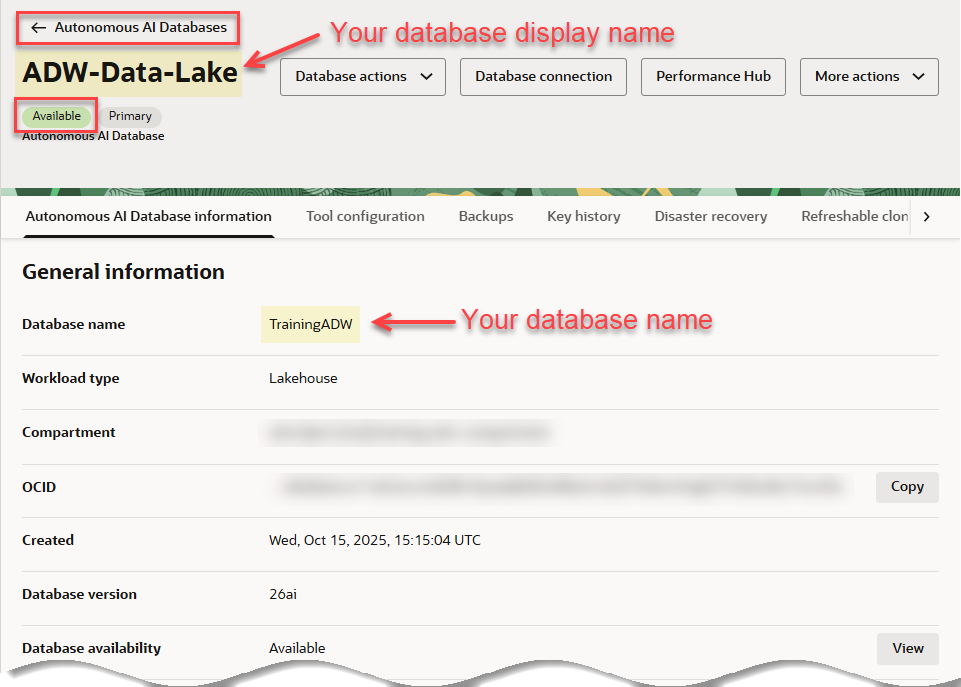 ← Autonomous AI Databases
Your database display name
ADW-Data-Lake
Database actions
Database connection
Performance Hub
More actions
Available
Primary
Autonomous AI Database
Autonomous AI Database information
Tool configuration
Backups
Key history
Disaster recovery
Refreshable clon
General information
Database name
TrainingADW
Your database name
Workload type
Lakehouse
Compartment
OCID
Copy
Created
Wed, Oct 15, 2025, 15:15:04 UTC
Database version
26ai
Database availability
Available
View